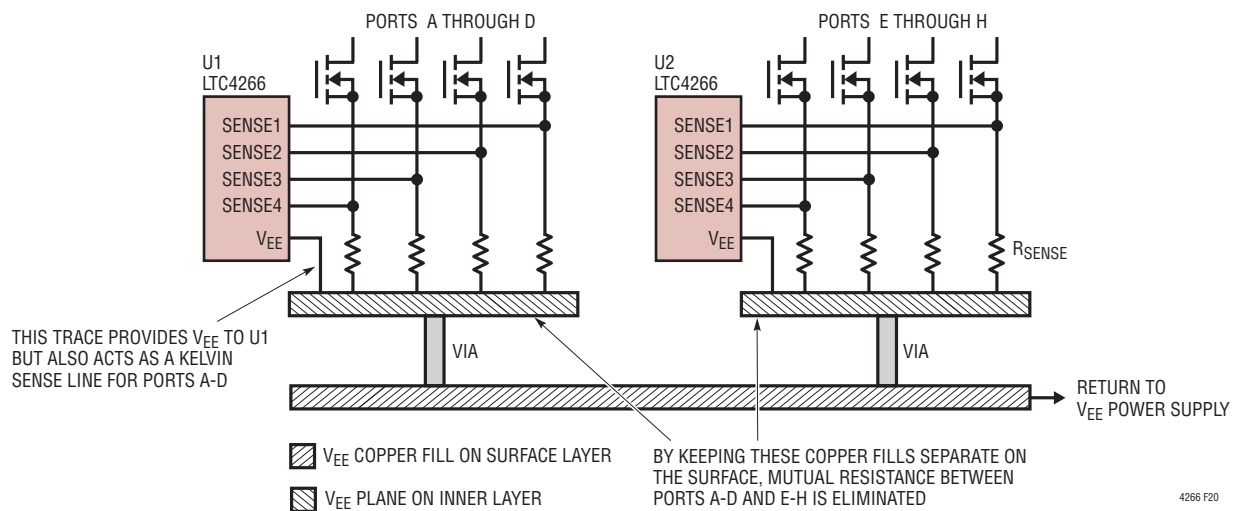 PORTS A THROUGH D
U1
LTC4266
SENSE1
SENSE2
SENSE3
SENSE4
VEE
THIS TRACE PROVIDES VEE TO U1
BUT ALSO ACTS AS A KELVIN
SENSE LINE FOR PORTS A-D
VIA
PORTS E THROUGH H
U2
LTC4266
SENSE1
SENSE2
SENSE3
SENSE4
VEE
RSENSE
VIA
RETURN TO
VEE POWER SUPPLY
VEE COPPER FILL ON SURFACE LAYER
VEE PLANE ON INNER LAYER
BY KEEPING THESE COPPER FILLS SEPARATE ON
THE SURFACE, MUTUAL RESISTANCE BETWEEN
PORTS A-D AND E-H IS ELIMINATED
4266 F20